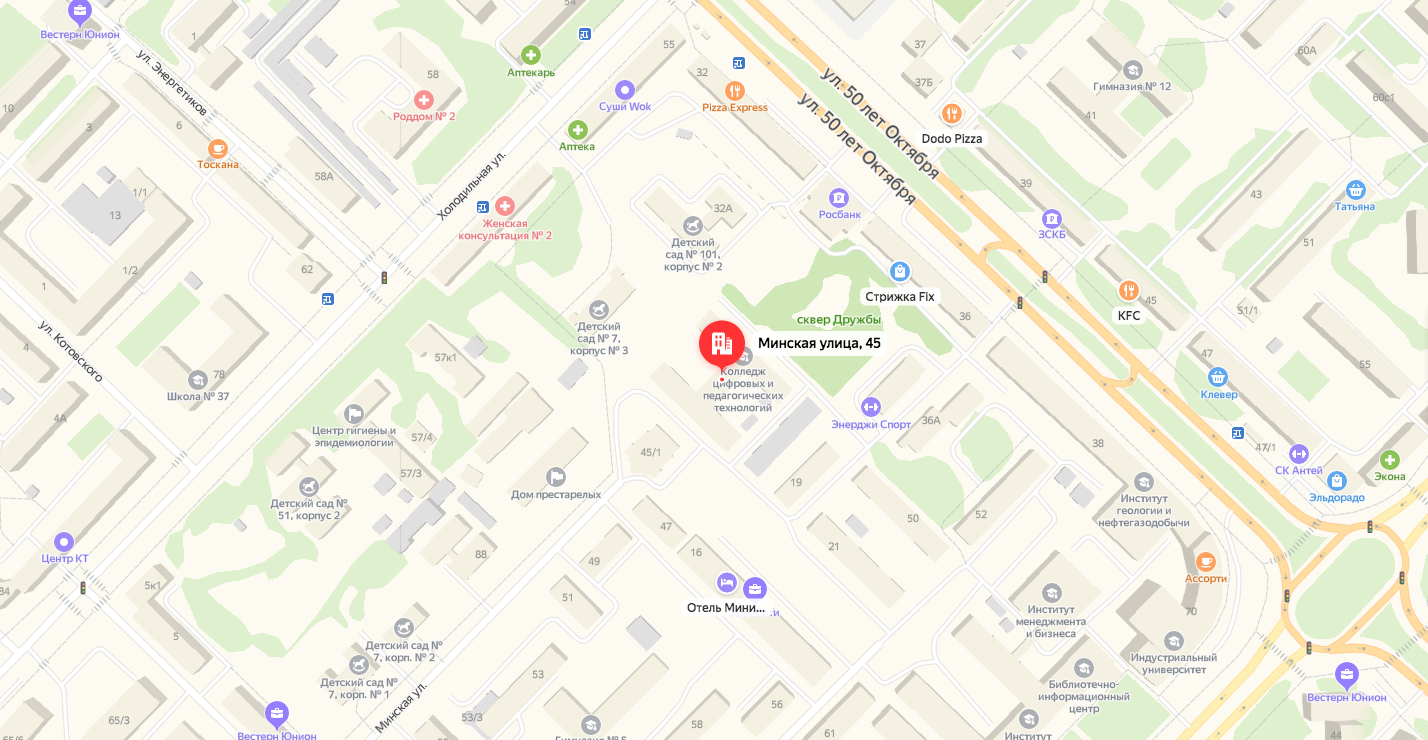 Вестерн Юнион
1
54
55
37
60А
ул. Энергетиков
58
Аптекарь
32
37Б
Гимназия № 12
10
Роддом № 2
Суши Wok
Pizza Express
ул. 50 лет Октября
ул. 50 лет Октября
60с1
3
6
Аптека
Dodo Pizza
41
Тоскана
58А
Холодильная ул.
1/1
13
39
43
Татьяна
32А
Росбанк
Женская
консультация № 2
ЗСКБ
Детский
сад № 101,
корпус № 2
51
1/2
62
1
Стрижка Fix
45
51/1
36
KFC
сквер Дружбы
Детский
сад № 7,
корпус № 3
Минская улица, 45
ул. Котовского
57к1
Колледж
цифровых и
педагогических
технологий
78
Школа № 37
Клевер
4А
Центр гигиены и
эпидемиологии
57/4
Энерджи Спорт
36А
38
47/1
45/1
СК Антей
Экона
57/3
Детский сад №
51, корпус 2
Дом престарелых
19
Эльдорадо
Институт
геологии и
нефтегазодобычи
52
50
47
Центр КТ
88
49
16
21
Ассорти
84
5к1
51
Отель Мини...
ти
Институт
менеджмента
и бизнеса
70
5
Детский сад №
7, корп. № 2
Индустриальный
университет
53
Детский сад №
7, корп. № 1
Минская ул.
Библиотечно-
информационный
центр
Вестерн Юнион
65/3
53/3
58
56
Вестерн Юнион
65
54
44
Гимназия № 5
Институт